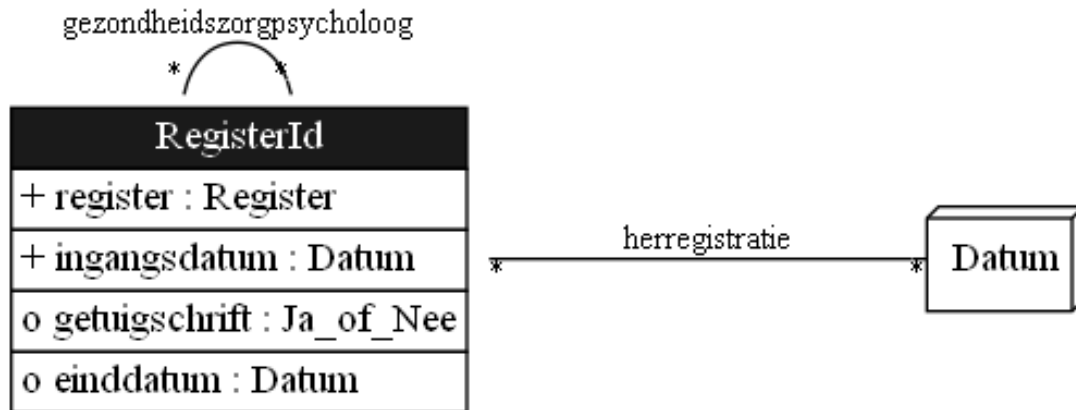 gezondheidszorgpsycholoog
* *
RegisterId
+ register : Register
+ ingangsdatum : Datum
o getuigschrift : Ja_of_Nee
o einddatum : Datum
herregistratie
* *
Datum